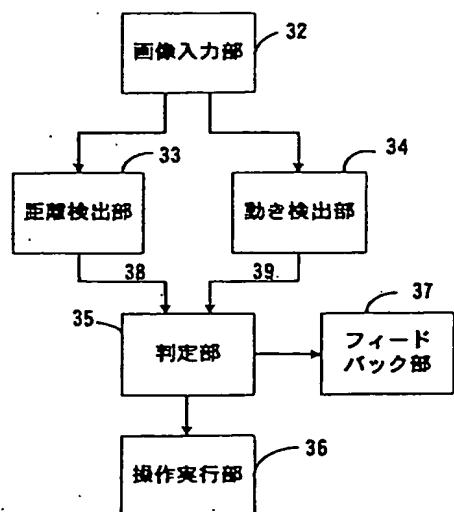 32
画像入力部
33
34
距離検出部
動き検出部
38
39
37
35
判定部
フィード
バック部
36
操作実行部